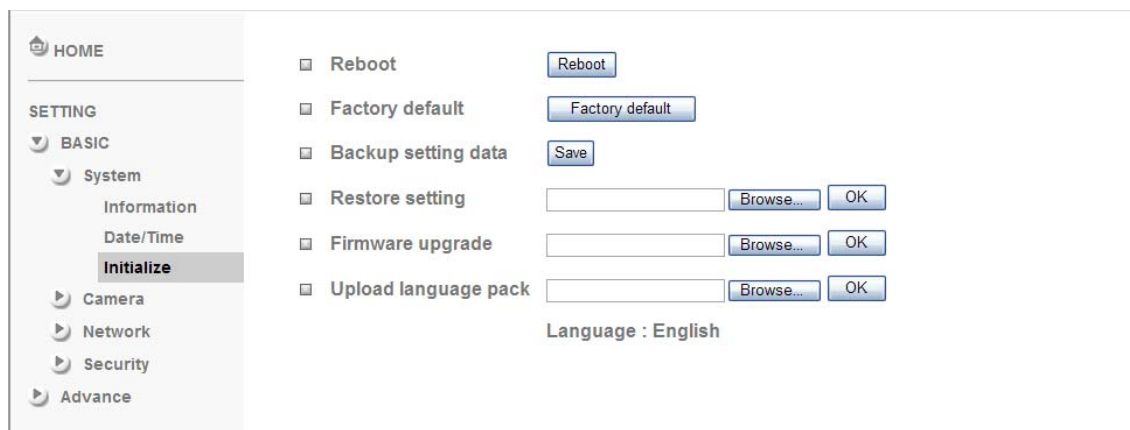 HOME
SETTING
BASIC
System
Information
Date/Time
Initialize
Camera
Network
Security
Advance
Reboot Reboot
Factory default Factory default
Backup setting data Save
Restore setting Browse... OK
Firmware upgrade Browse... OK
Upload language pack Browse... OK
Language : English